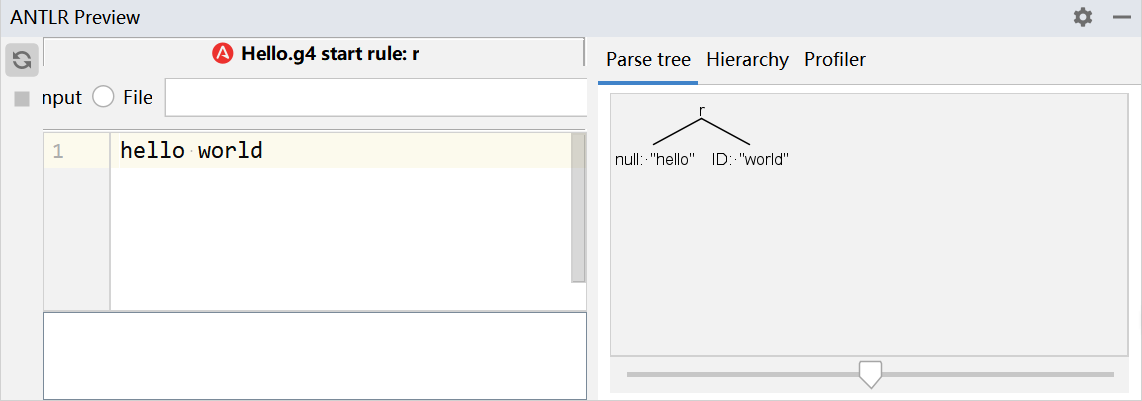 ANTLR Preview
Hello.g4 start rule: r
nput File
1 hello world
Parse tree Hierarchy Profiler
r
null: "hello" ID: "world"